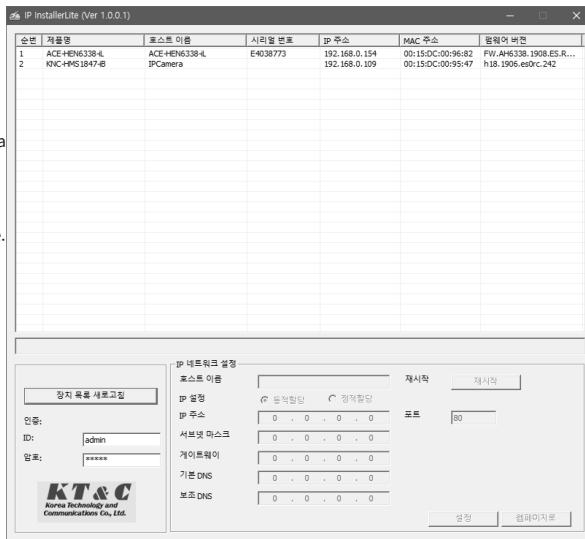 IP InstallerLite (Ver 1.0.0.1)
순번 제품명 호스트 이름 시리얼 번호 IP 주소 MAC 주소 펌웨어 버젼
1 ACE-HEN6338-IL ACE-HEN6338-IL E4038773 192.168.0.154 00:15:DC:00:96:82 FW.AH6338.1908.ES.R...
2 KNC-HMS1847-IB IPCamera 192.168.0.109 00:15:DC:00:95:47 h18.1906.es0rc.242
a
e.
IP 네트워크 설정
장치 목록 새로고침
인증:
ID: admin
암호: *****
KT&C
Korea Technology and
Communications Co., Ltd.
호스트 이름 재시작 재시작
IP 설정 동적할당 정적할당
IP 주소 0 . 0 . 0 . 0 포트 80
서브넷 마스크 0 . 0 . 0 . 0
게이트웨이 0 . 0 . 0 . 0
기본 DNS 0 . 0 . 0 . 0
보조 DNS 0 . 0 . 0 . 0
설정 웹페이지로